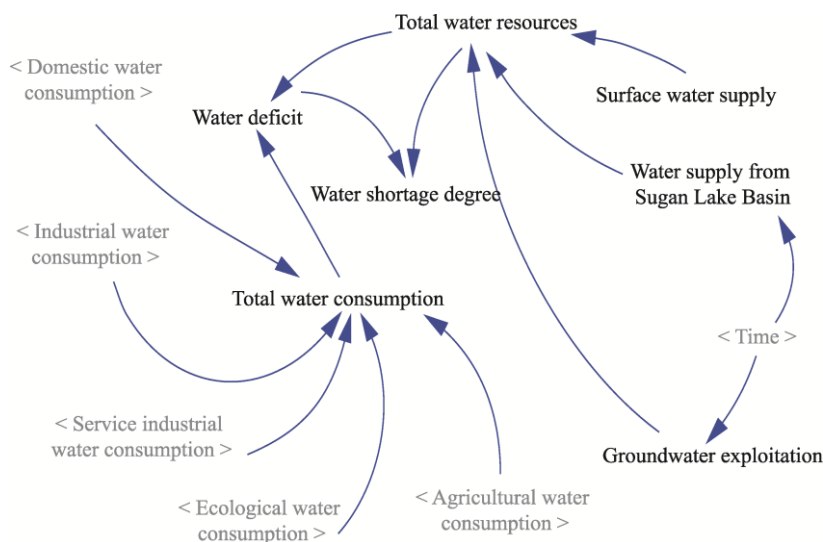 Total water resources
< Domestic water
consumption >
Surface water supply
Water deficit
Water supply from
Sugan Lake Basin
Water shortage degree
< Industrial water
consumption >
Total water consumption
< Time >
< Service industrial
water consumption >
Groundwater exploitation
< Ecological water
consumption >
< Agricultural water
consumption >